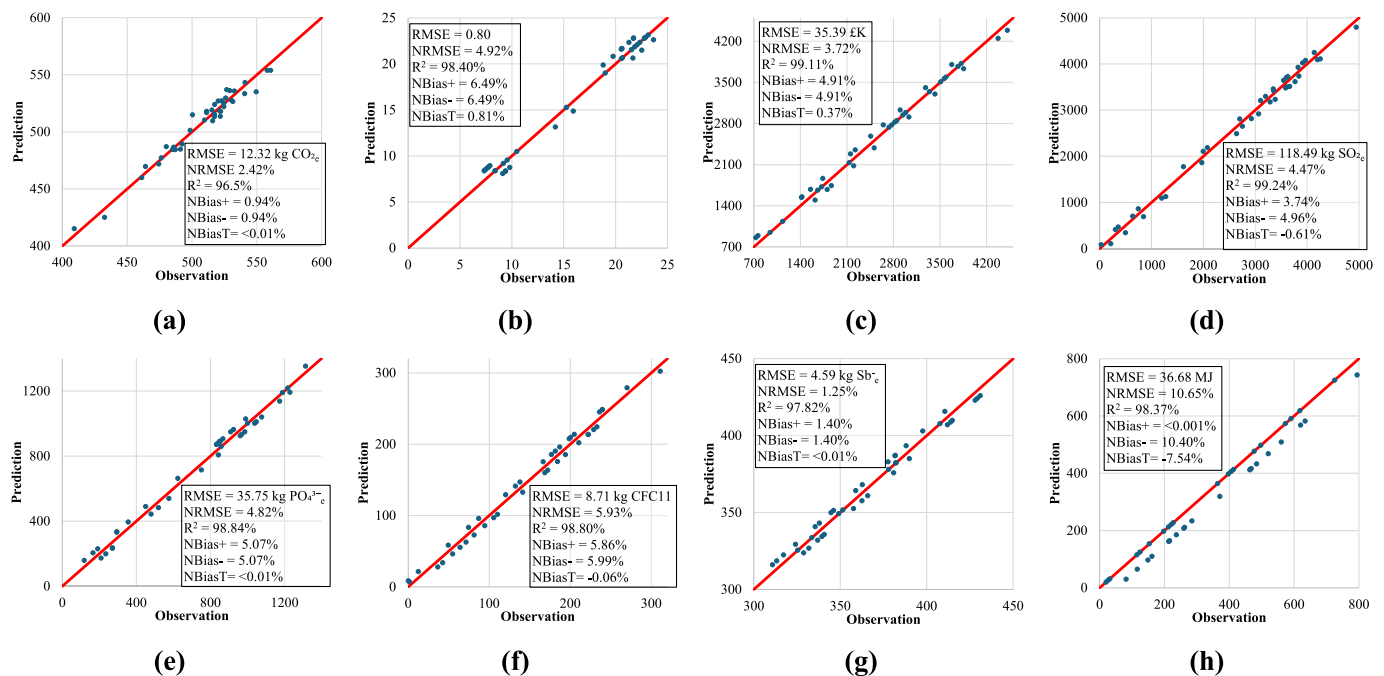 600
550
500
450
400
Prediction
RMSE = 12.32 kg CO₂ₑ
NRMSE 2.42%
R² = 96.5%
NBias+ = 0.94%
NBias- = 0.94%
NBiasT= <0.01%
400 450 500 550 600
Observation
(a)
25
20
15
10
5
0
Prediction
RMSE = 0.80
NRMSE = 4.92%
R² = 98.40%
NBias+ = 6.49%
NBias- = 6.49%
NBiasT = 0.81%
0 5 10 15 20 25
Observation
(b)
4200
3500
2800
2100
1400
700
Prediction
RMSE = 35.39 £K
NRMSE = 3.72%
R² = 99.11%
NBias+ = 4.91%
NBias- = 4.91%
NBiasT = 0.37%
700 1400 2100 2800 3500 4200
Observation
(c)
5000
4000
3000
2000
1000
0
Prediction
RMSE = 118.49 kg SO₂ₑ
NRMSE = 4.47%
R² = 99.24%
NBias+ = 3.74%
NBias- = 4.96%
NBiasT= -0.61%
0 1000 2000 3000 4000 5000
Observation
(d)
1200
800
400
0
Prediction
RMSE = 35.75 kg PO₄³⁻ₑ
NRMSE = 4.82%
R² = 98.84%
NBias+ = 5.07%
NBias- = 5.07%
NBiasT= <0.01%
0 400 800 1200
Observation
(e)
300
200
100
0
Prediction
RMSE = 8.71 kg CFC11
NRMSE = 5.93%
R² = 98.80%
NBias+ = 5.86%
NBias- = 5.99%
NBiasT = -0.06%
0 100 200 300
Observation
(f)
450
400
350
300
Prediction
RMSE = 4.59 kg Sb⁻ₑ
NRMSE = 1.25%
R² = 97.82%
NBias+ = 1.40%
NBias- = 1.40%
NBiasT = <0.01%
300 350 400 450
Observation
(g)
800
600
400
200
0
Prediction
RMSE = 36.68 MJ
NRMSE = 10.65%
R² = 98.37%
NBias+ = <0.001%
NBias- = 10.40%
NBiasT= -7.54%
0 200 400 600 800
Observation
(h)